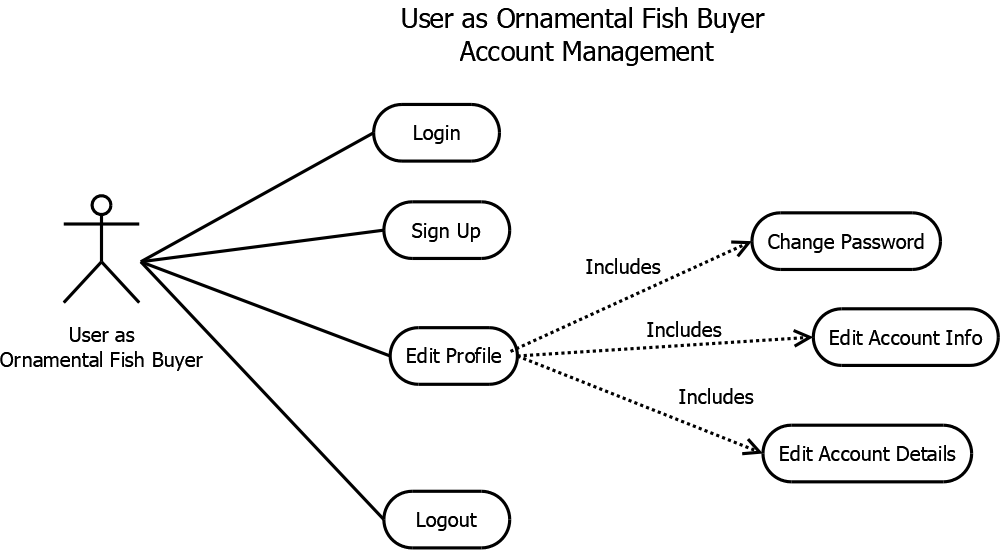 User as Ornamental Fish Buyer
Account Management
Login
Sign Up
Change Password
Includes
Includes
Edit Account Info
User as
Ornamental Fish Buyer
Edit Profile
Includes
Edit Account Details
Logout